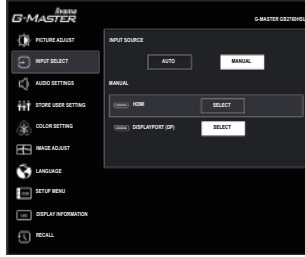 iiyama
G-MASTER
G-MASTER GB2760HSU
PICTURE ADJUST
INPUT SELECT
AUDIO SETTINGS
STORE USER SETTING
COLOR SETTING
IMAGE ADJUST
LANGUAGE
SETUP MENU
DISPLAY INFORMATION
RECALL
INPUT SOURCE
AUTO
MANUAL
MANUAL
HDMI
SELECT
DISPLAYPORT (DP)
SELECT